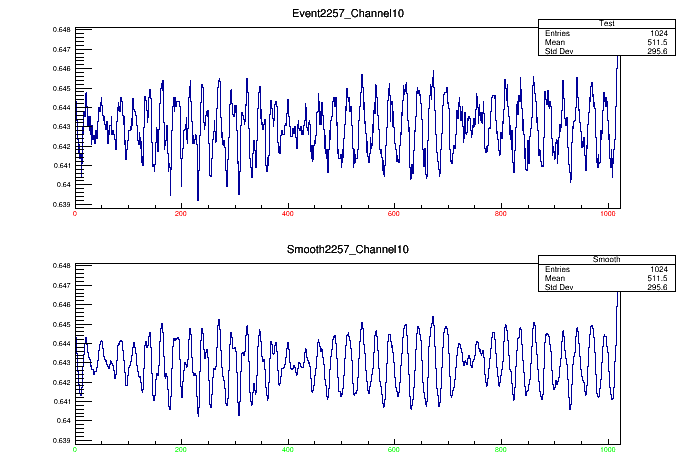 Event2257_Channel10
Test
Entries 1024
Mean 511.5
Std Dev 295.6
0.648
0.647
0.646
0.645
0.644
0.643
0.642
0.641
0.64
0.639
0 200 400 600 800 1000
Smooth2257_Channel10
Smooth
Entries 1024
Mean 511.5
Std Dev 295.6
0.648
0.647
0.646
0.645
0.644
0.643
0.642
0.641
0.64
0.639
0 200 400 600 800 1000